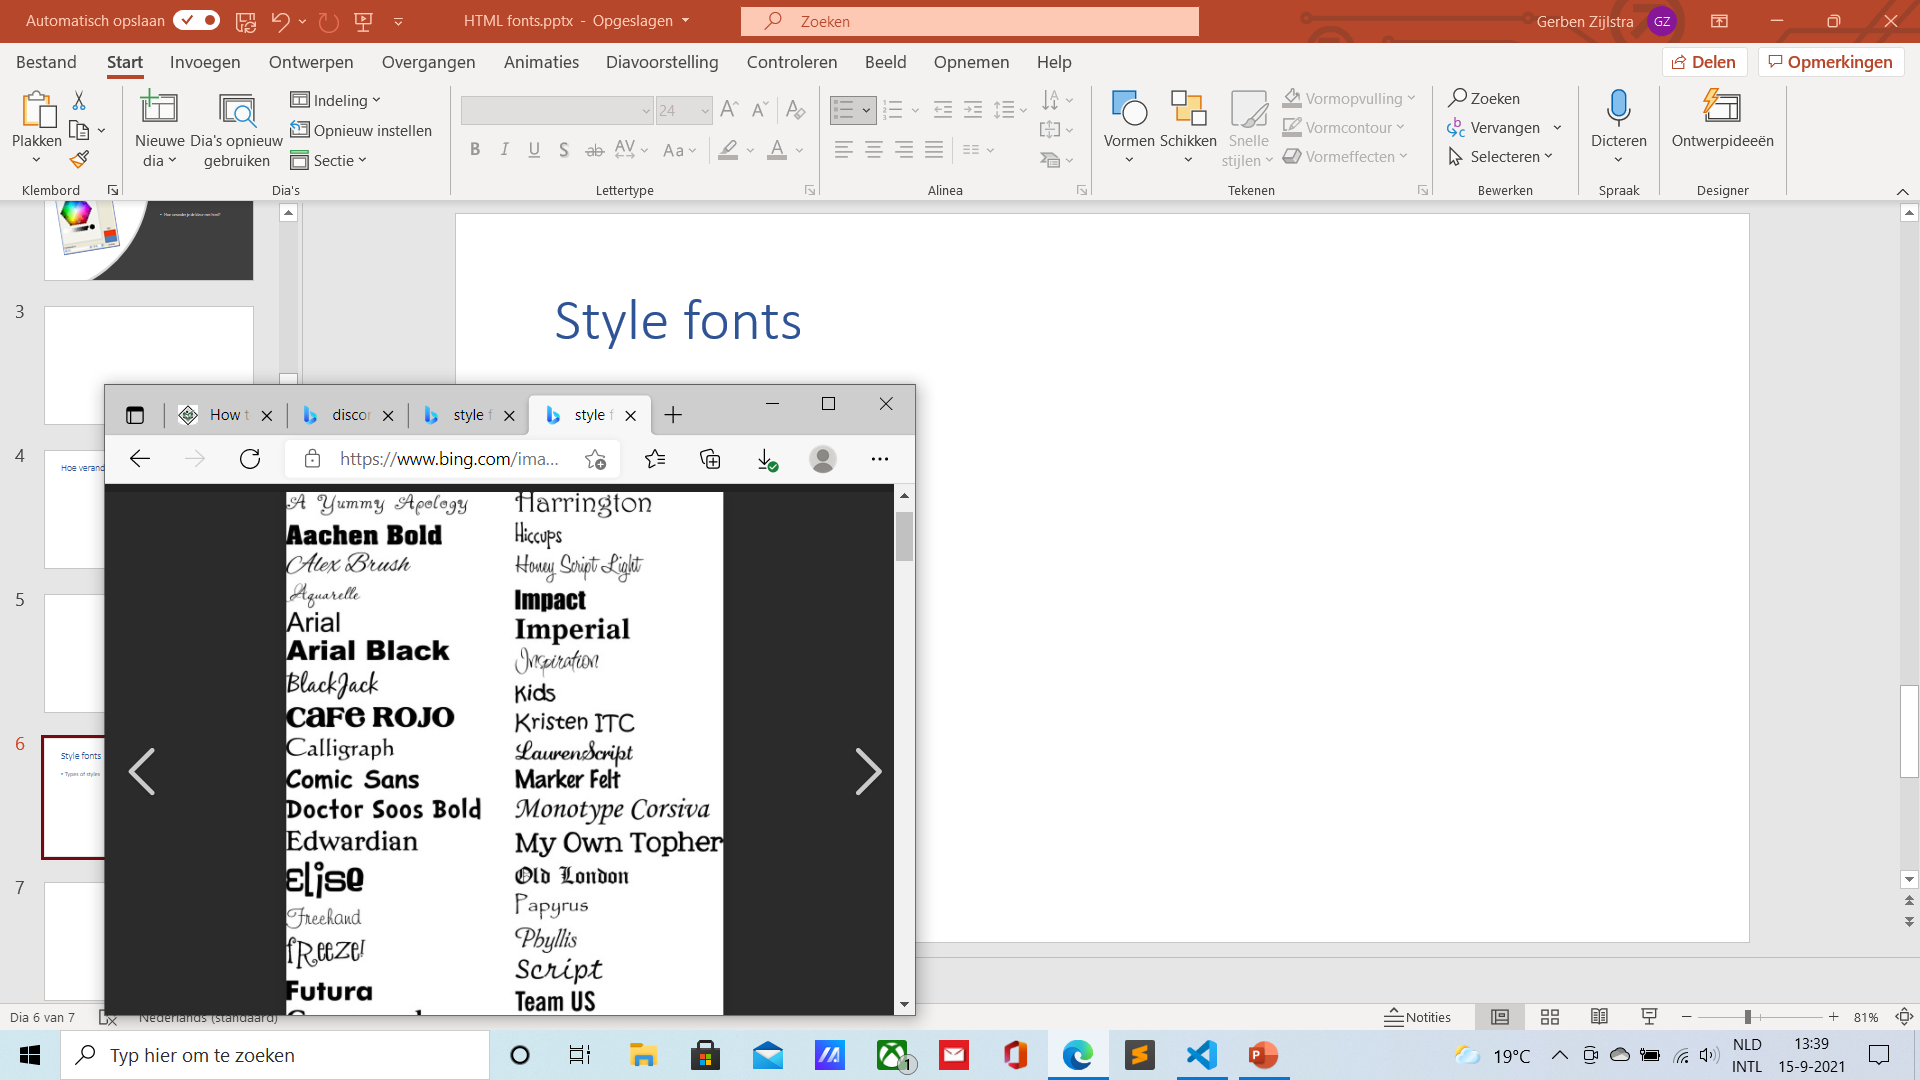 Automatisch opslaan
HTML fonts.pptx - Opgeslagen
Zoeken
Gerben Zijlstra
GZ
Bestand
Start
Invoegen
Ontwerpen
Overgangen
Animaties
Diavoorstelling
Controleren
Beeld
Opnemen
Help
Delen
Opmerkingen
Plakken
Klembord
Nieuwe dia
Dia's opnieuw gebruiken
Indeling
Opnieuw instellen
Sectie
Dia's
24
B I U S ab AV Aa A
Lettertype
Alinea
Vormen
Schikken
Snelle stijlen
Vormopvulling
Vormcontour
Vormeffecten
Tekenen
Zoeken
Vervangen
Selecteren
Bewerken
Dicteren
Spraak
Ontwerpideeën
Designer
3
4
Hoe verand
5
6
Style fonts
• Types of styles
7
Style fonts
How t
discor
style f
style f
https://www.bing.com/ima...
A Yummy Apology
Aachen Bold
Alex Brush
Aquarelle
Arial
Arial Black
BlackJack
CaFe ROJO
Calligraph
Comic Sans
Doctor Soos Bold
Edwardian
Elise
Freehand
fReeze!
Futura
Harrington
Hiccups
Honey Script Light
Impact
Imperial
Inspiration
Kids
Kristen ITC
LaurenScript
Marker Felt
Monotype Corsiva
My Own Topher
Old London
Papyrus
Phyllis
Script
Team US
Dia 6 van 7
Nederlands (standaard)
Notities
81%
Typ hier om te zoeken
1
19°C
NLD
INTL
13:39
15-9-2021